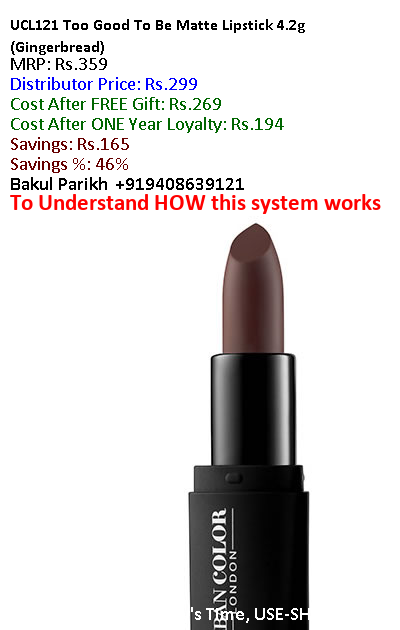 UCL121 Too Good To Be Matte Lipstick 4.2g
(Gingerbread)
MRP: Rs.359
Distributor Price: Rs.299
Cost After FREE Gift: Rs.269
Cost After ONE Year Loyalty: Rs.194
Savings: Rs.165
Savings %: 46%
Bakul Parikh +919408639121
To Understand HOW this system works
BAN COLOR
LONDON
's Time, USE-SH